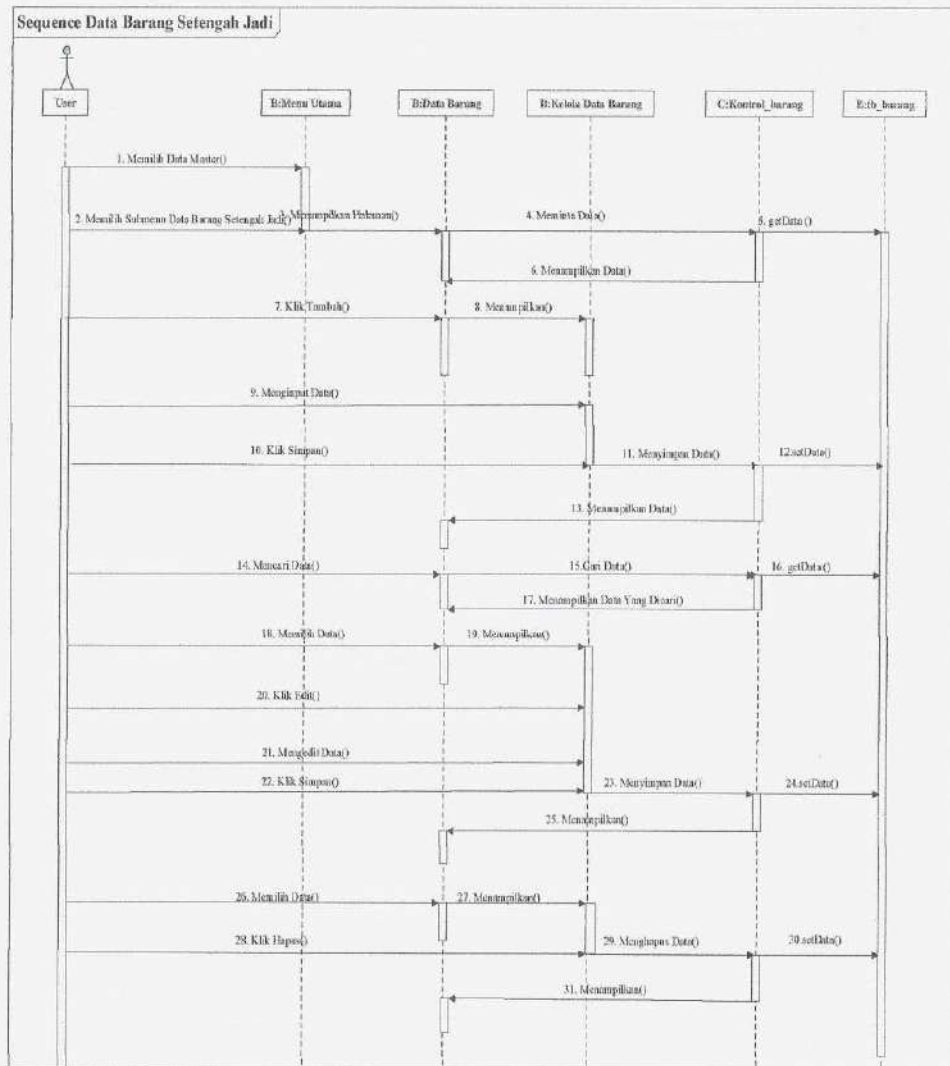 Sequence Data Barang Setengah Jadi
User
B:Menu Utama
B:Data Barang
B:Kelola Data Barang
C:Kontrol_barang
E:tb_barang
1. Memilih Data Master()
2. Memilih Submenu Data Barang Setengah Jadi()
3. Menampilkan Halaman()
4. Meminta Data()
5. getData ()
6. Menampilkan Data()
7. Klik Tambah()
8. Menampilkan()
9. Menginput Data()
10. Klik Simpan()
11. Menyimpan Data()
12.setData()
13. Menampilkan Data()
14. Mencari Data()
15.Cari Data()
16. getData()
17. Menampilkan Data Yang Dicari()
18. Memilih Data()
19. Menampilkan()
20. Klik Edit()
21. Mengedit Data()
22. Klik Simpan()
23. Menyimpan Data()
24.setData()
25. Menampilkan()
26. Memilih Data()
27. Menampilkan()
28. Klik Hapus()
29. Menghapus Data()
30.setData()
31. Menampilkan()